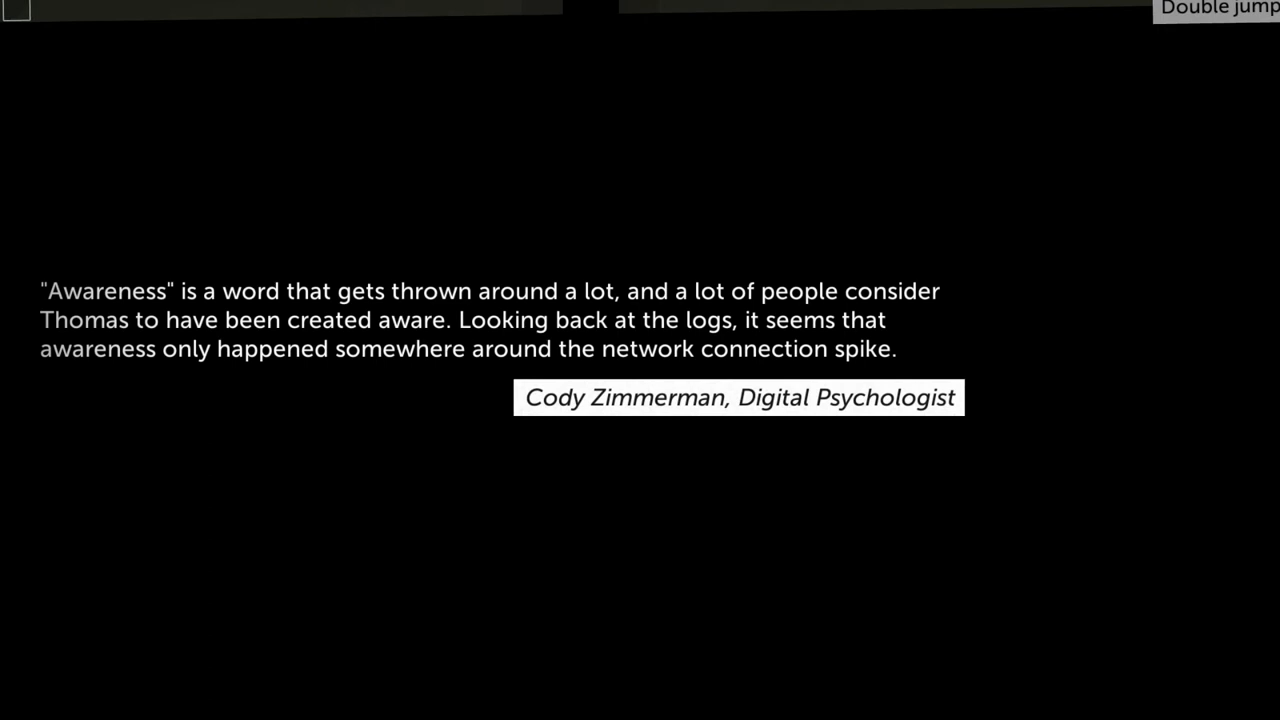 Double jump
"Awareness" is a word that gets thrown around a lot, and a lot of people consider
Thomas to have been created aware. Looking back at the logs, it seems that
awareness only happened somewhere around the network connection spike.
Cody Zimmerman, Digital Psychologist